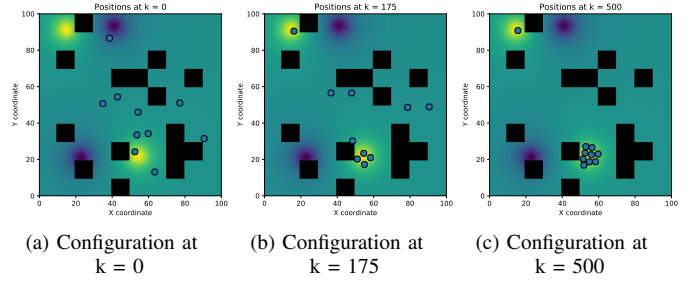 Positions at k = 0
Positions at k = 175
Positions at k = 500
100
80
60
40
20
0
Y coordinate
0 20 40 60 80 100
X coordinate
100
80
60
40
20
0
Y coordinate
0 20 40 60 80 100
X coordinate
100
80
60
40
20
0
Y coordinate
0 20 40 60 80 100
X coordinate
(a) Configuration at
k = 0
(b) Configuration at
k = 175
(c) Configuration at
k = 500